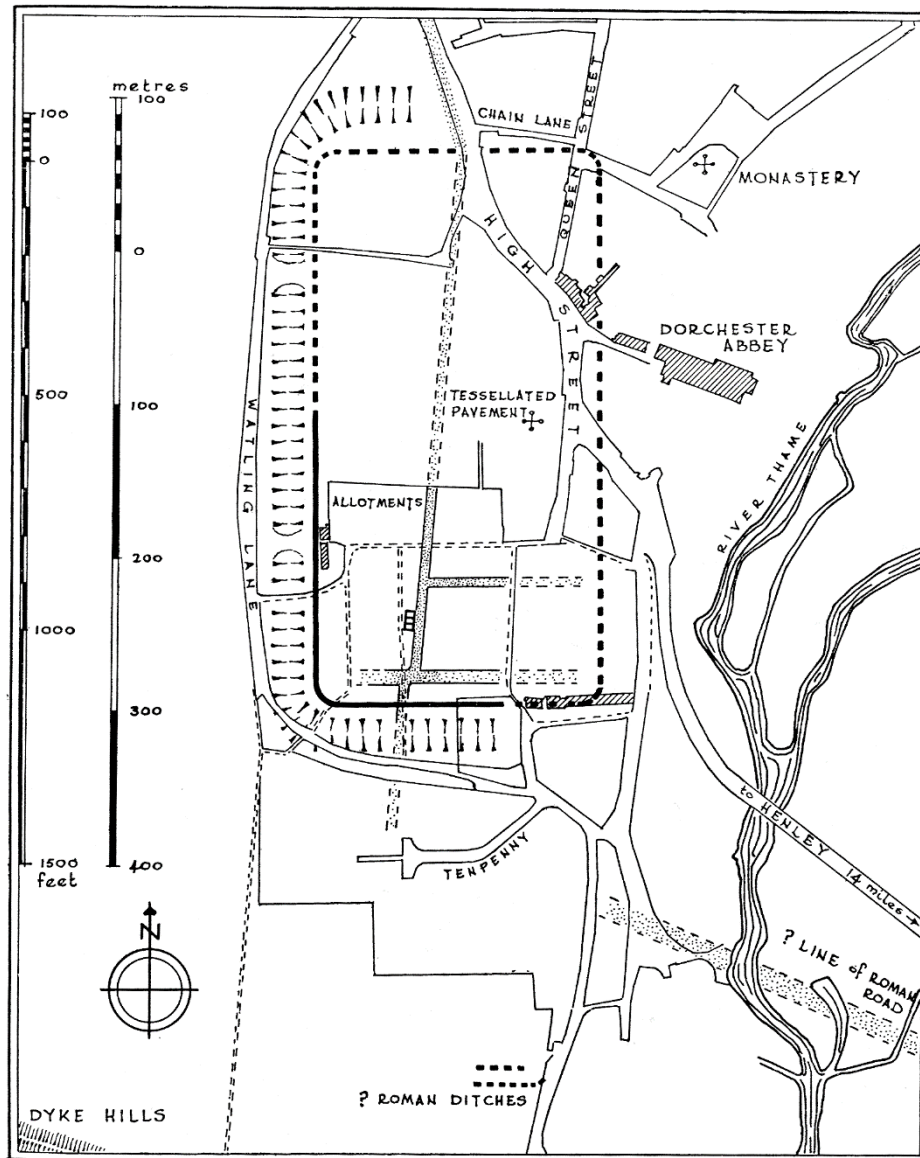 metres
100
100
0
0
100
500
200
1000
300
1500
feet
400
N
CHAIN LANE
QUEEN STREET
MONASTERY
HIGH STREET
DORCHESTER
ABBEY
TESSELLATED
PAVEMENT
WATLING LANE
ALLOTMENTS
RIVER THAME
to HENLEY 14 miles →
TENPENNY
? LINE of ROMAN
ROAD
? ROMAN DITCHES
DYKE HILLS